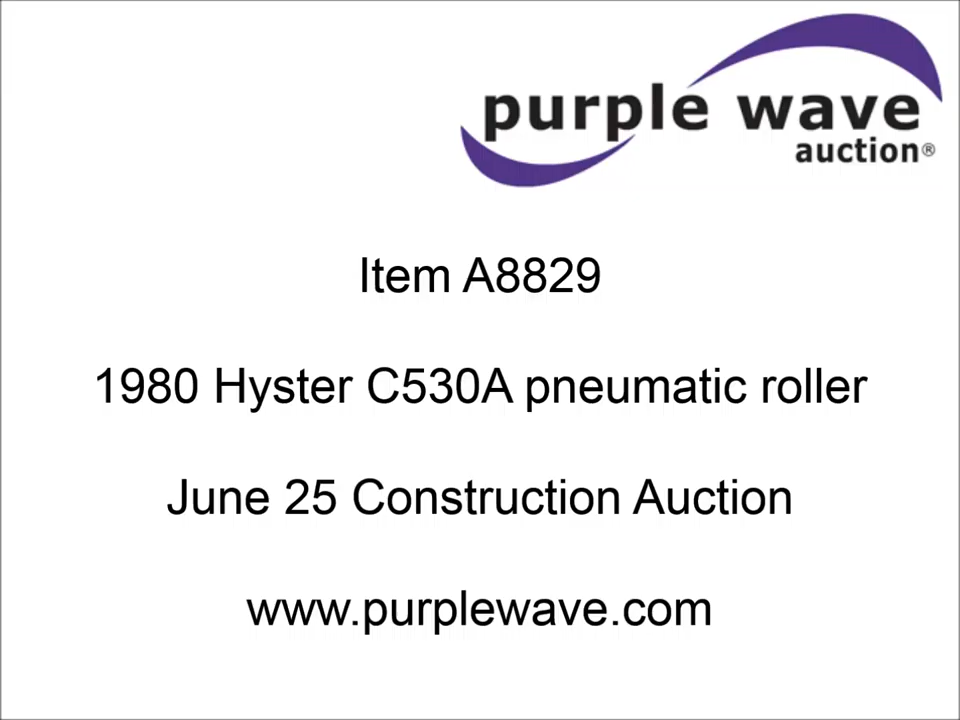 purple wave
auction®
Item A8829
1980 Hyster C530A pneumatic roller
June 25 Construction Auction
www.purplewave.com